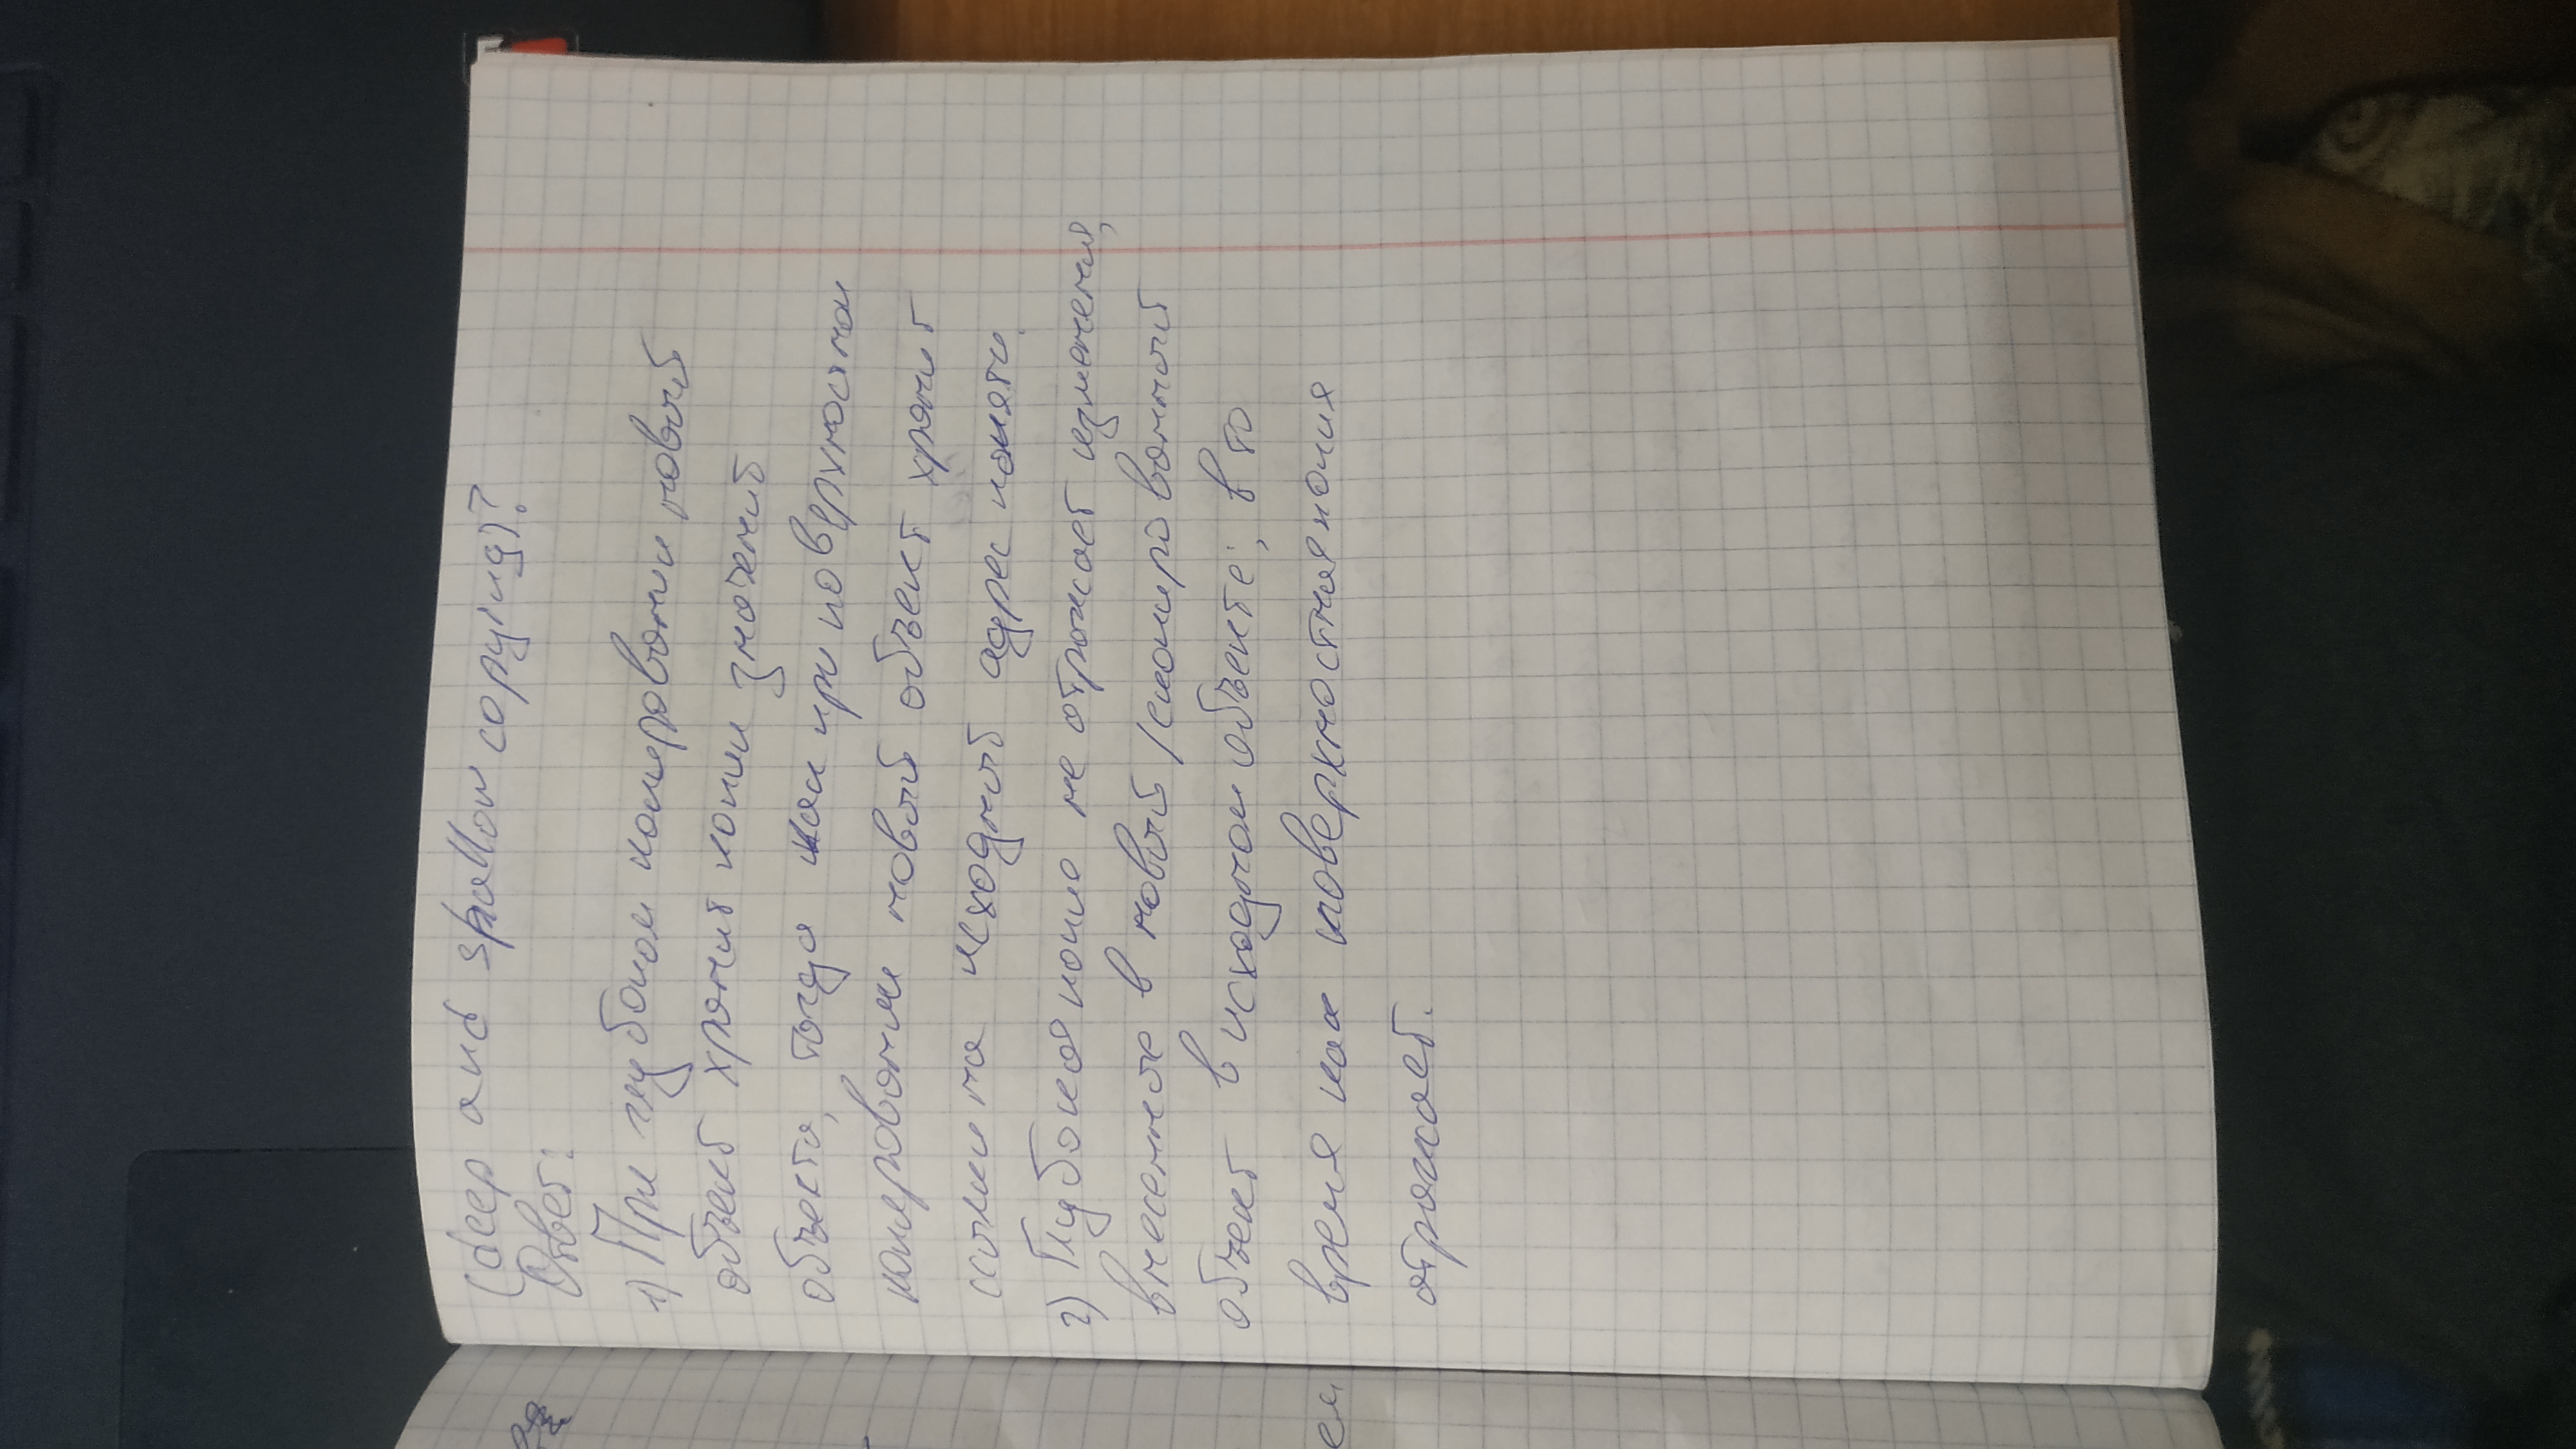 (deep and shallow copying)?
Ответ:
1) При глубоком копировании новый
объект хранит копии значений
объекта, тогда как при поверхностном
копировании новый объект хранит
ссылки на исходный адрес памяти.
2) Глубокая копия не отражает изменения,
внесенные в новый/скопированный
объект в исходном объекте; в то
время как поверхностная копия
отражает.